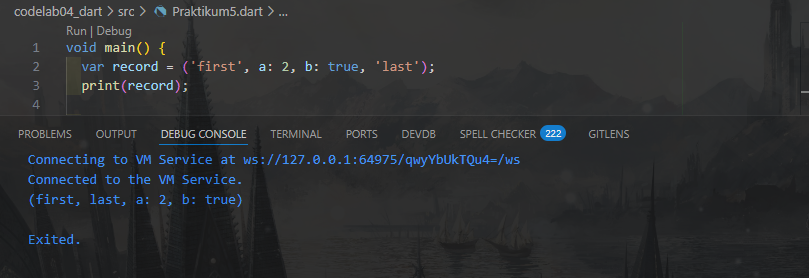 codelab04_dart > src > Praktikum5.dart > ...
Run | Debug
1 void main() {
2 var record = ('first', a: 2, b: true, 'last');
3 print(record);
4
PROBLEMS OUTPUT DEBUG CONSOLE TERMINAL PORTS DEVDB SPELL CHECKER 222 GITLENS
Connecting to VM Service at ws://127.0.0.1:64975/qwyYbUkTQu4=/ws
Connected to the VM Service.
(first, last, a: 2, b: true)
Exited.